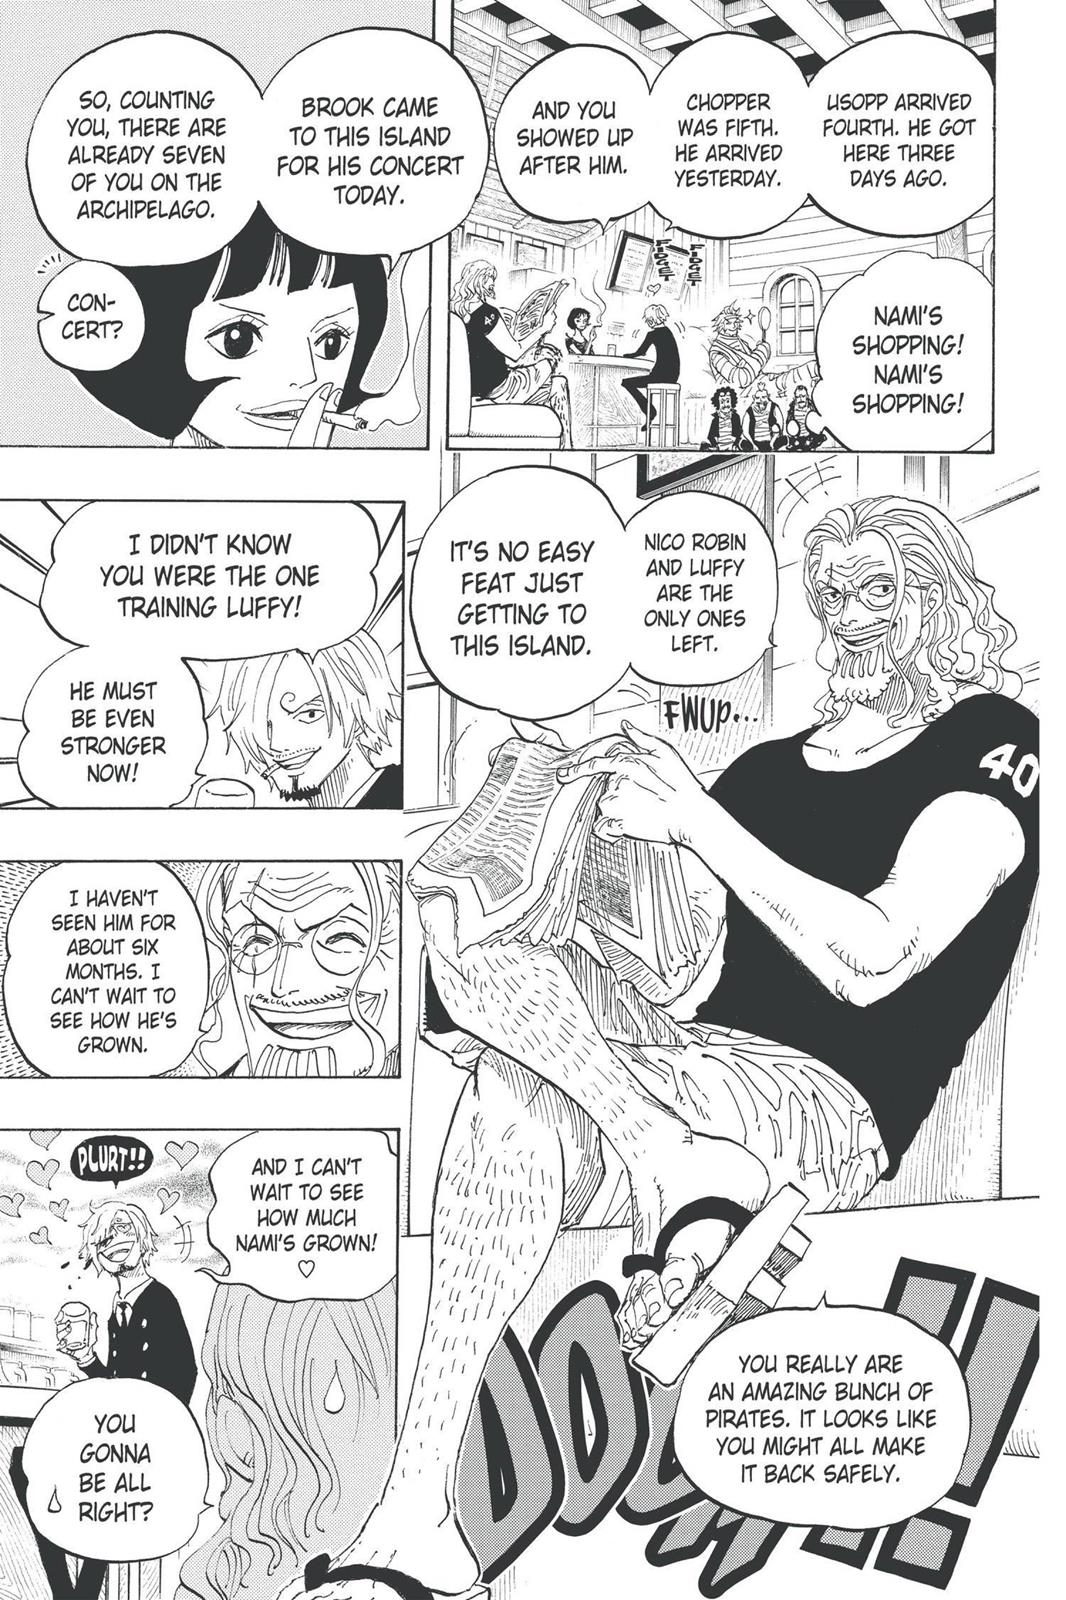 USOPP ARRIVED
FOURTH. HE GOT
HERE THREE
DAYS AGO.
CHOPPER
WAS FIFTH.
HE ARRIVED
YESTERDAY.
AND YOU
SHOWED UP
AFTER HIM.
FIDGET
FIDGET
NAMI'S
SHOPPING!
NAMI'S
SHOPPING!
BROOK CAME
TO THIS ISLAND
FOR HIS CONCERT
TODAY.
SO, COUNTING
YOU, THERE ARE
ALREADY SEVEN
OF YOU ON THE
ARCHIPELAGO.
CON-
CERT?
NICO ROBIN
AND LUFFY
ARE THE
ONLY ONES
LEFT.
IT'S NO EASY
FEAT JUST
GETTING TO
THIS ISLAND.
FWUP...
40
I DIDN'T KNOW
YOU WERE THE ONE
TRAINING LUFFY!
HE MUST
BE EVEN
STRONGER
NOW!
I HAVEN'T
SEEN HIM FOR
ABOUT SIX
MONTHS. I
CAN'T WAIT TO
SEE HOW HE'S
GROWN.
AND I CAN'T
WAIT TO SEE
HOW MUCH
NAMI'S GROWN!
♡
PLURT!!
YOU
GONNA
BE ALL
RIGHT?
YOU REALLY ARE
AN AMAZING BUNCH OF
PIRATES. IT LOOKS LIKE
YOU MIGHT ALL MAKE
IT BACK SAFELY.
DOOM!!